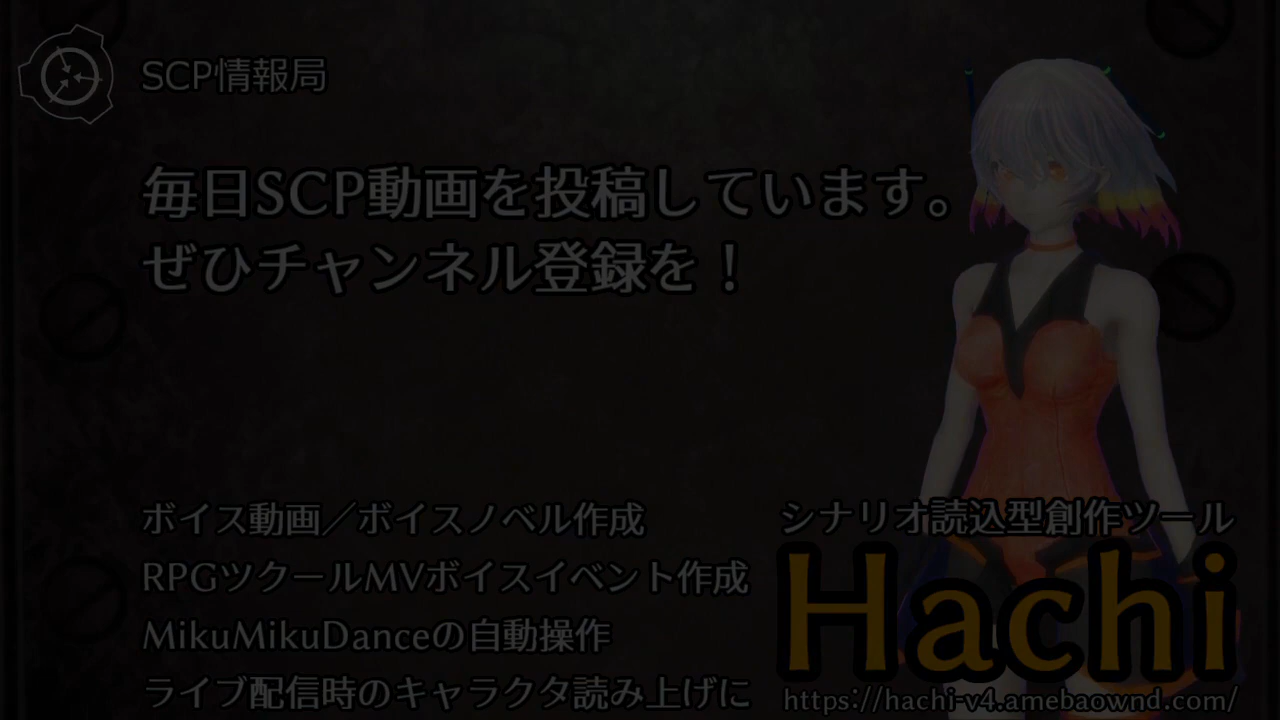 SCP情報局
毎日SCP動画を投稿しています。
ぜひチャンネル登録を！
ボイス動画／ボイスノベル作成
RPGツクールMVボイスイベント作成
MikuMikuDanceの自動操作
ライブ配信時のキャラクタ読み上げに
シナリオ読込型創作ツール
Hachi
https://hachi-v4.amebaownd.com/